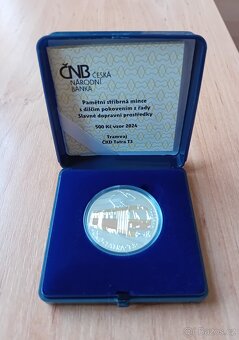 ČNB ČESKÁ
NÁRODNÍ
BANKA
Pamětní stříbrná mince
s dílčím pokovením z řady
Slavné dopravní prostředky
500 Kč vzor 2024
Tramvaj
ČKD Tatra T3